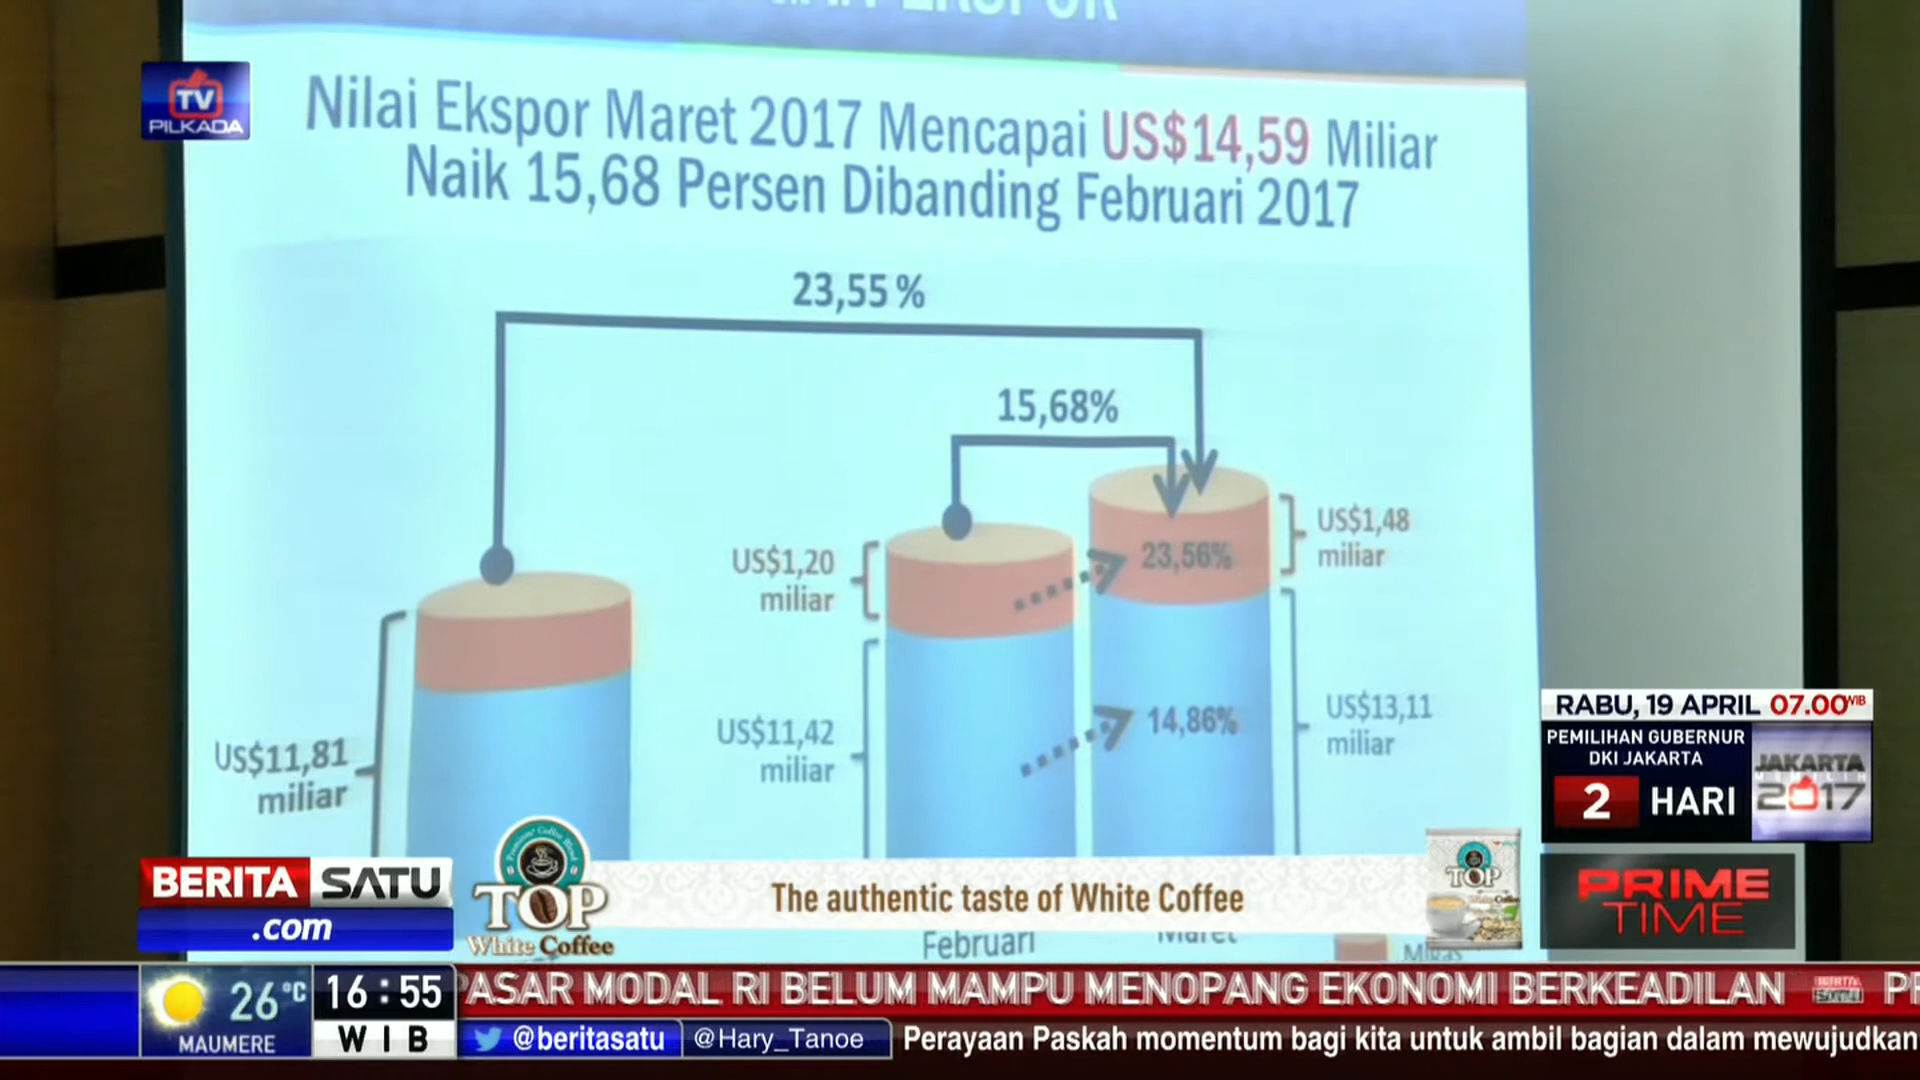 TV
PILKADA
Nilai Ekspor Maret 2017 Mencapai US$14,59 Miliar
Naik 15,68 Persen Dibanding Februari 2017
23,55 %
15,68%
US$1,48
miliar
23,56%
US$1,20
miliar
US$11,42
miliar
14,86%
US$13,11
miliar
US$11,81
miliar
RABU, 19 APRIL 07.00 WIB
PEMILIHAN GUBERNUR
DKI JAKARTA
2 HARI
JAKARTA
2017
BERITA SATU
.com
TOP
White Coffee
The authentic taste of White Coffee
TOP
PRIME
TIME
Februari
Maret
Migas
26°C
MAUMERE
16:55
WIB
PASAR MODAL RI BELUM MAMPU MENOPANG EKONOMI BERKEADILAN
@beritasatu
@Hary_Tanoe
Perayaan Paskah momentum bagi kita untuk ambil bagian dalam mewujudkan